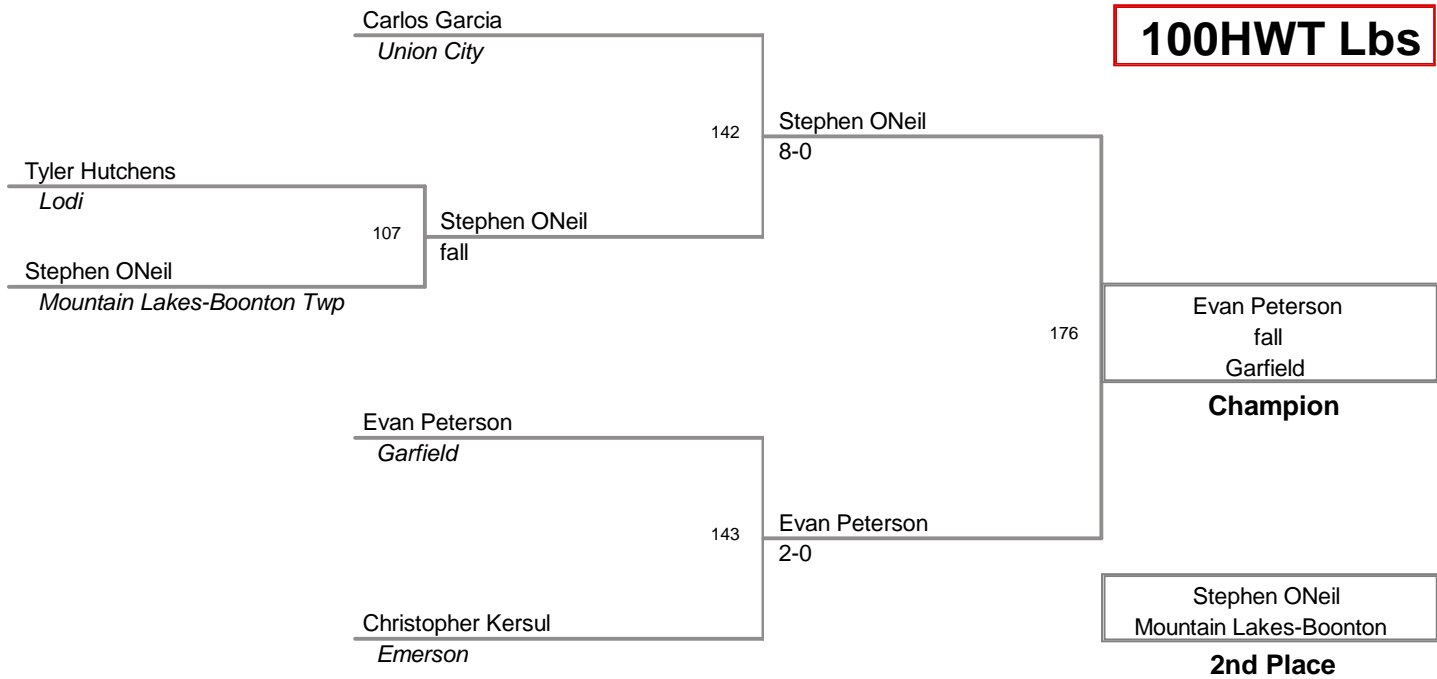 Carlos Garcia
Union City
100HWT Lbs
142
Stephen ONeil
8-0
Tyler Hutchens
Lodi
107
Stephen ONeil
fall
Stephen ONeil
Mountain Lakes-Boonton Twp
176
Evan Peterson
fall
Garfield
Champion
Evan Peterson
Garfield
143
Evan Peterson
2-0
Christopher Kersul
Emerson
Stephen ONeil
Mountain Lakes-Boonton
2nd Place